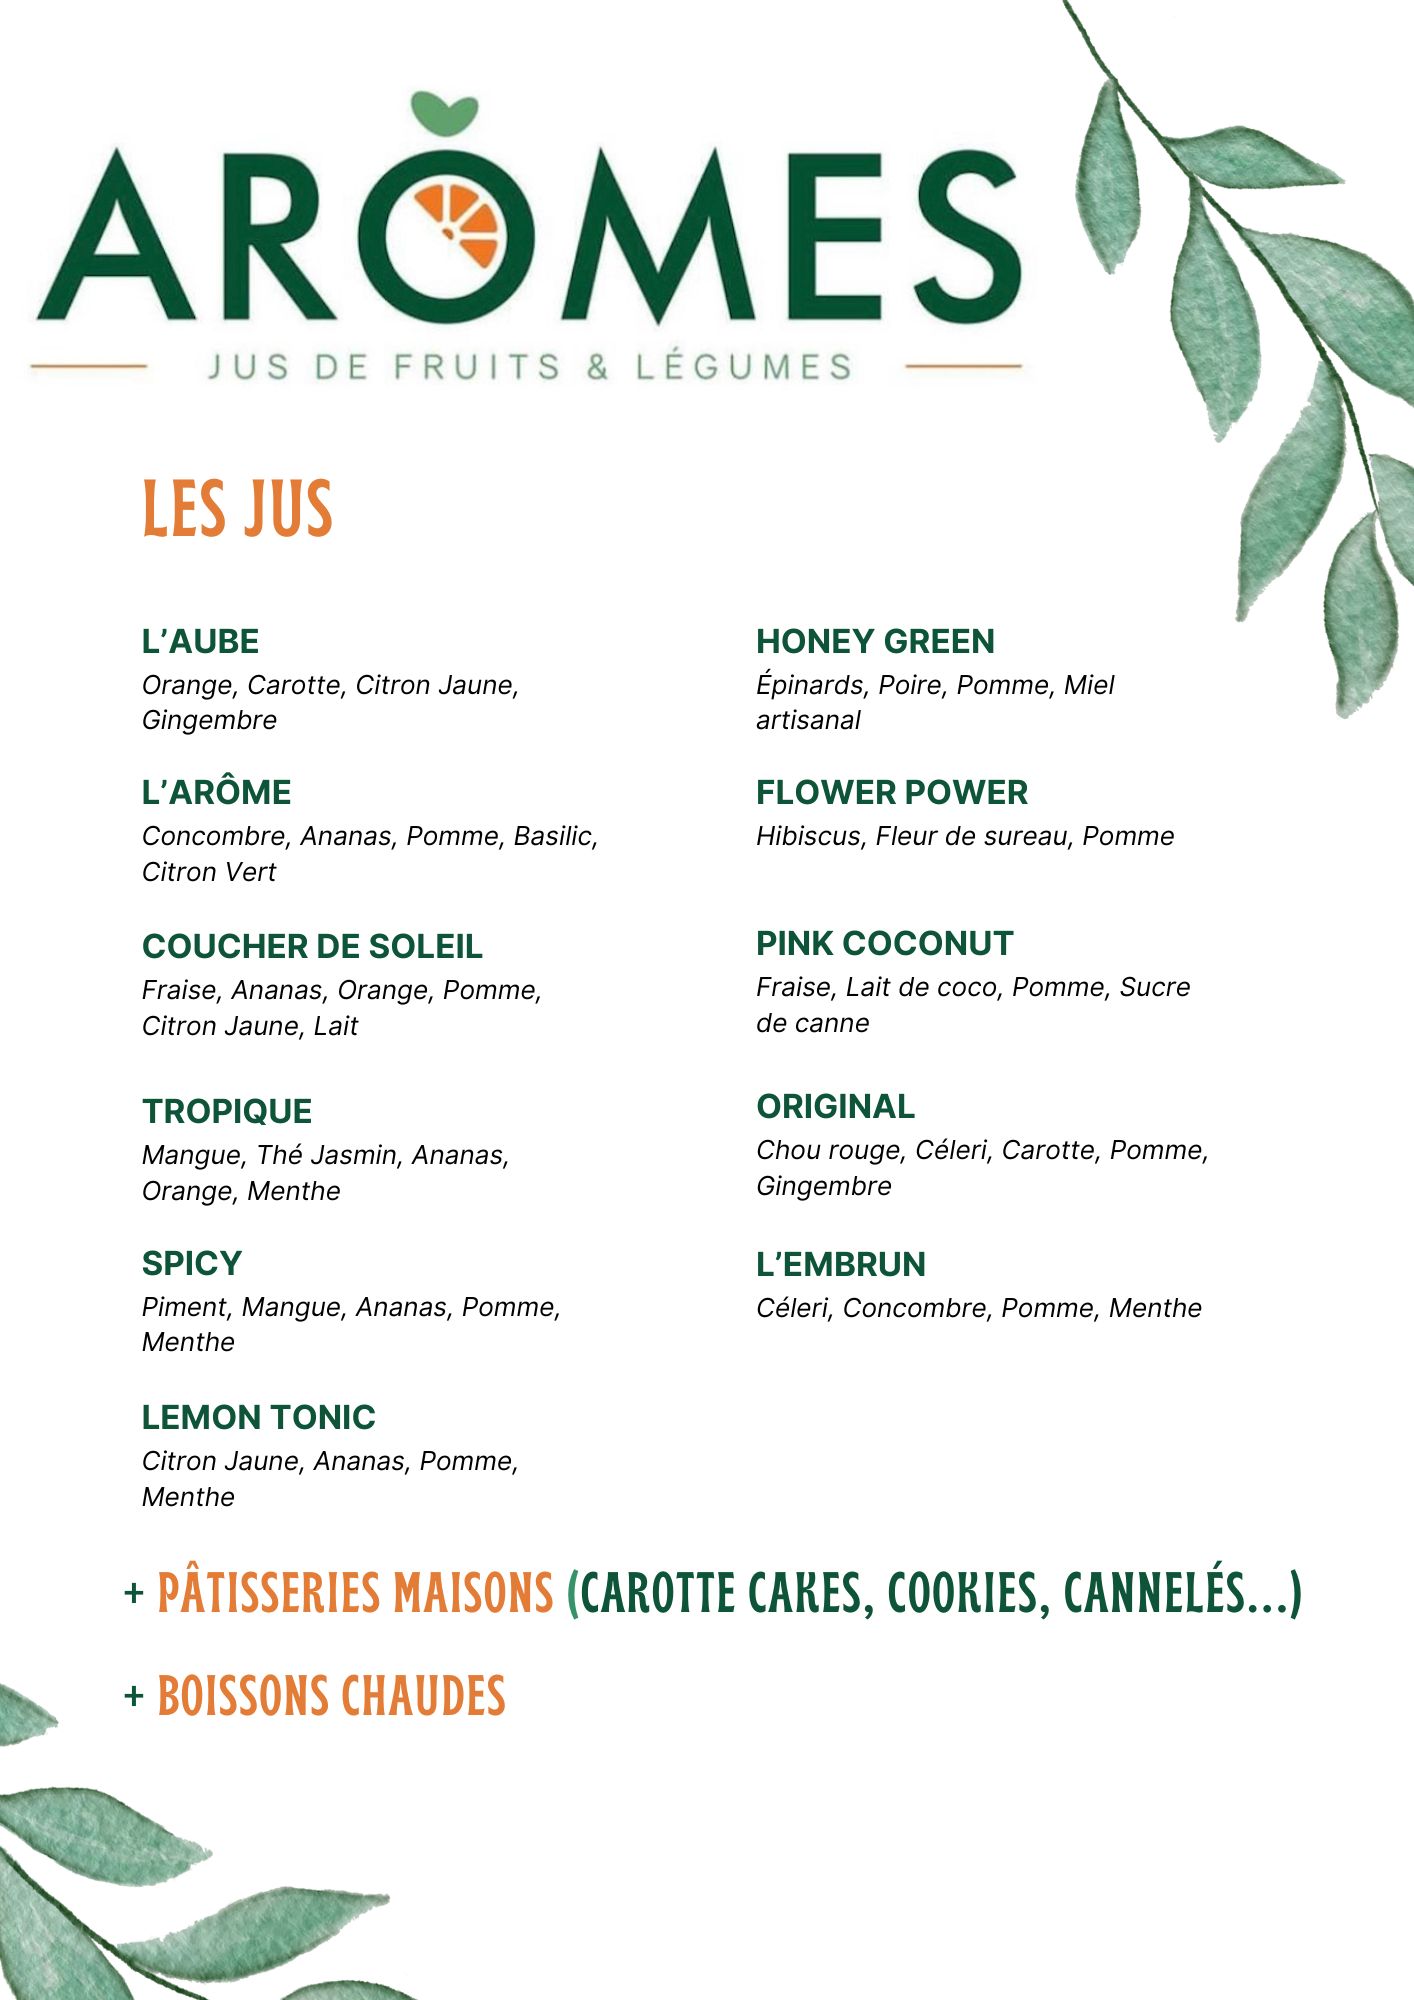 ARÔMES
JUS DE FRUITS & LÉGUMES
LES JUS
L’AUBE
Orange, Carotte, Citron Jaune,
Gingembre
L’ARÔME
Concombre, Ananas, Pomme, Basilic,
Citron Vert
COUCHER DE SOLEIL
Fraise, Ananas, Orange, Pomme,
Citron Jaune, Lait
TROPIQUE
Mangue, Thé Jasmin, Ananas,
Orange, Menthe
SPICY
Piment, Mangue, Ananas, Pomme,
Menthe
LEMON TONIC
Citron Jaune, Ananas, Pomme,
Menthe
HONEY GREEN
Épinards, Poire, Pomme, Miel
artisanal
FLOWER POWER
Hibiscus, Fleur de sureau, Pomme
PINK COCONUT
Fraise, Lait de coco, Pomme, Sucre
de canne
ORIGINAL
Chou rouge, Céleri, Carotte, Pomme,
Gingembre
L’EMBRUN
Céleri, Concombre, Pomme, Menthe
+ PÂTISSERIES MAISONS (CAROTTE CAKES, COOKIES, CANNELÉS...)
+ BOISSONS CHAUDES